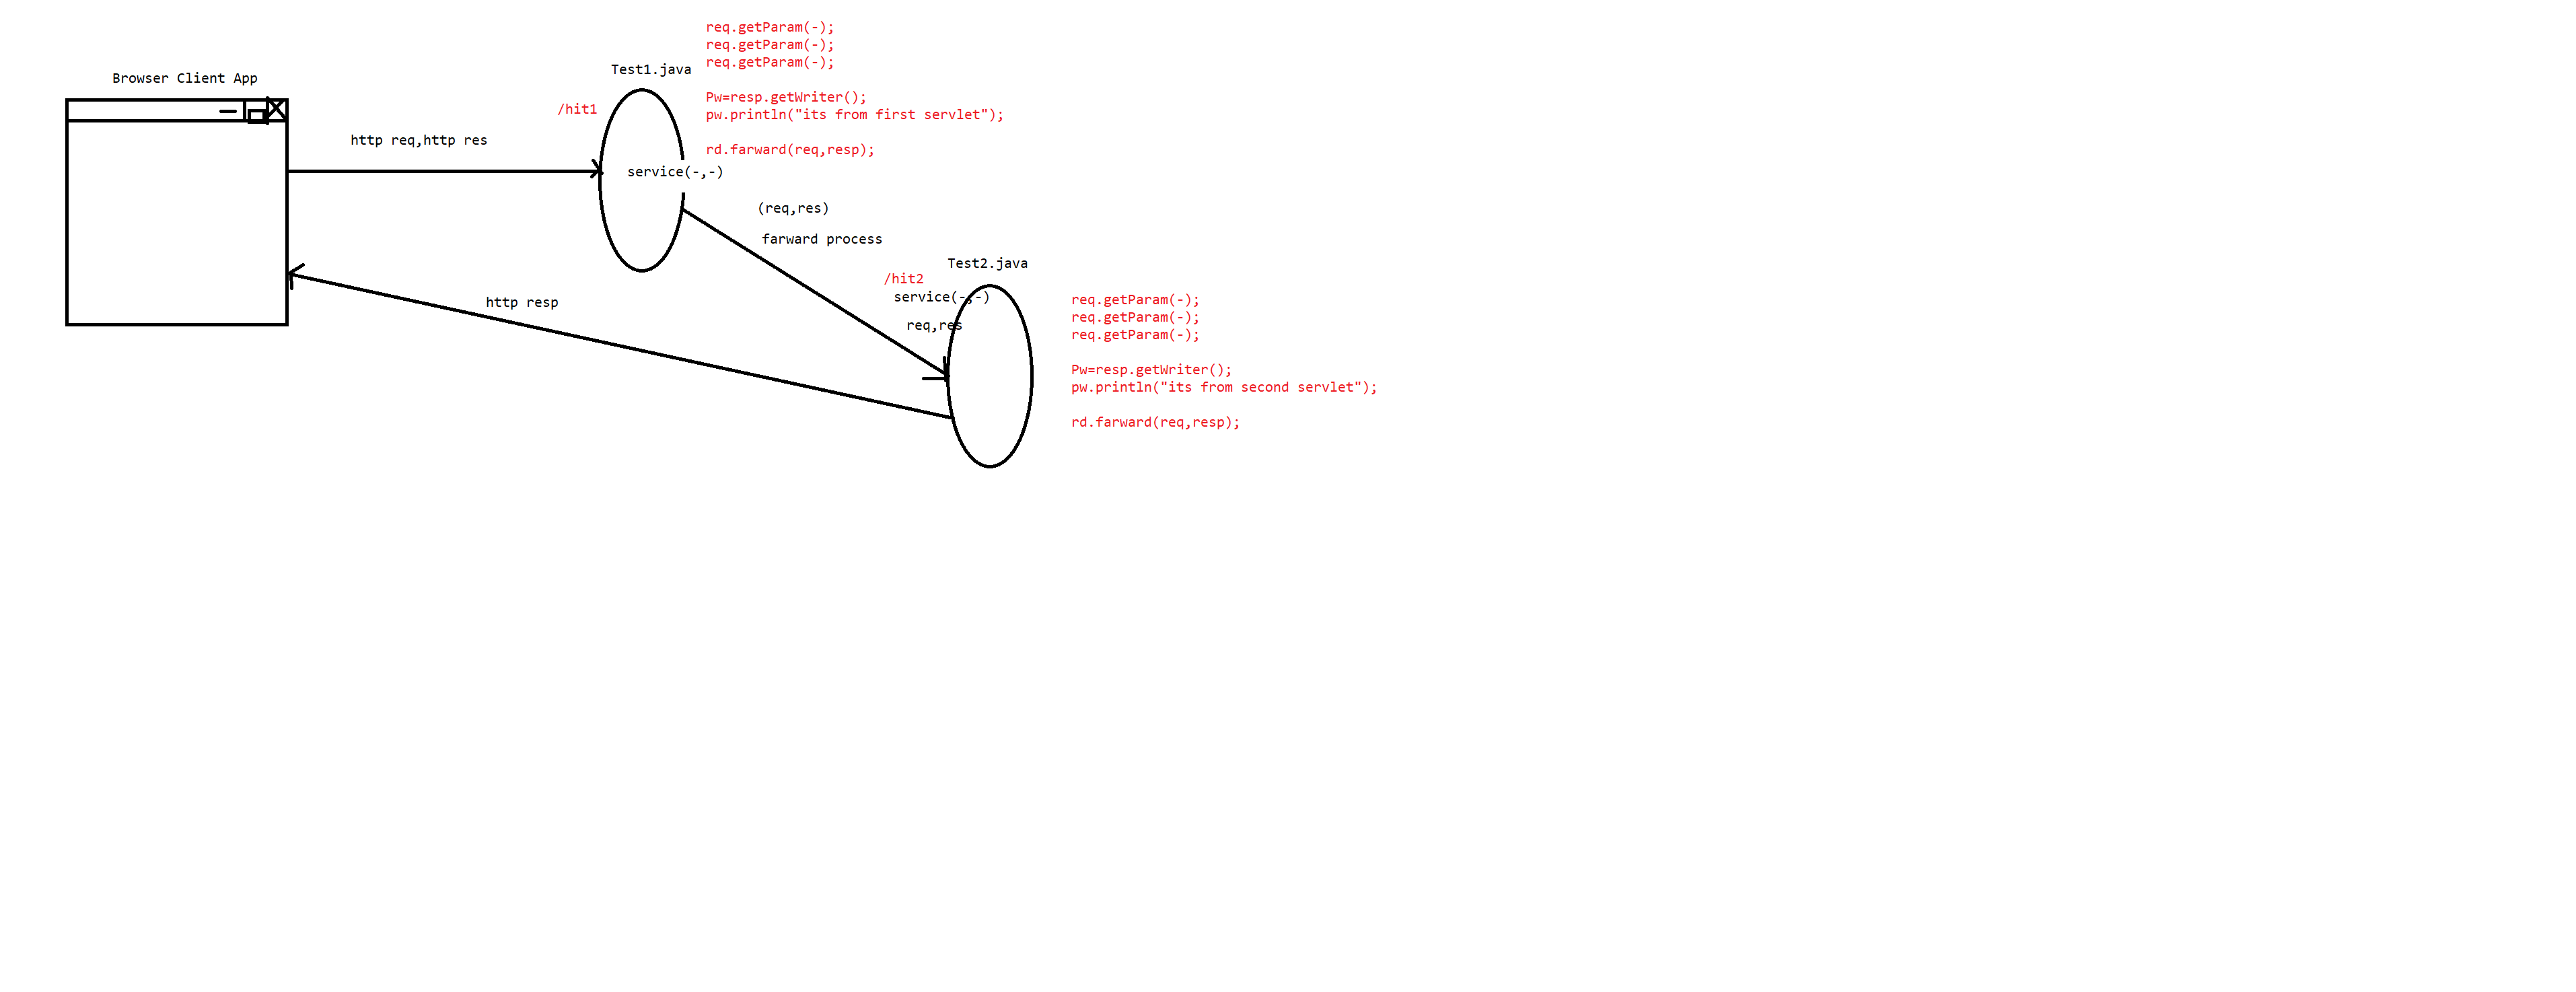 req.getParam(-);
req.getParam(-);
req.getParam(-);
Test1.java
Browser Client App
Pw=resp.getWriter();
/hit1
pw.println("its from first servlet");
http req,http res
rd.farward(req,resp);
service(-,-)
(req,res)
farward process
Test2.java
/hit2
service(-,-)
req.getParam(-);
req.getParam(-);
req.getParam(-);
http resp
req,res
Pw=resp.getWriter();
pw.println("its from second servlet");
rd.farward(req,resp);